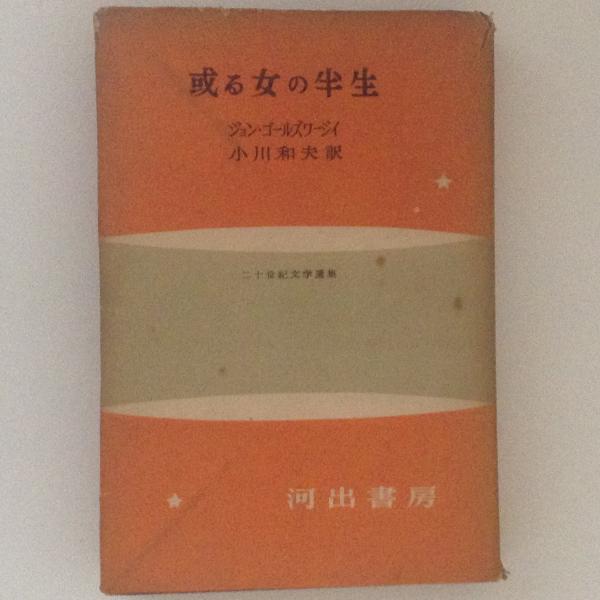 或る女の半生
ジョン・ゴールズワージイ
小川和夫訳
二十世紀文学選集
河出書房